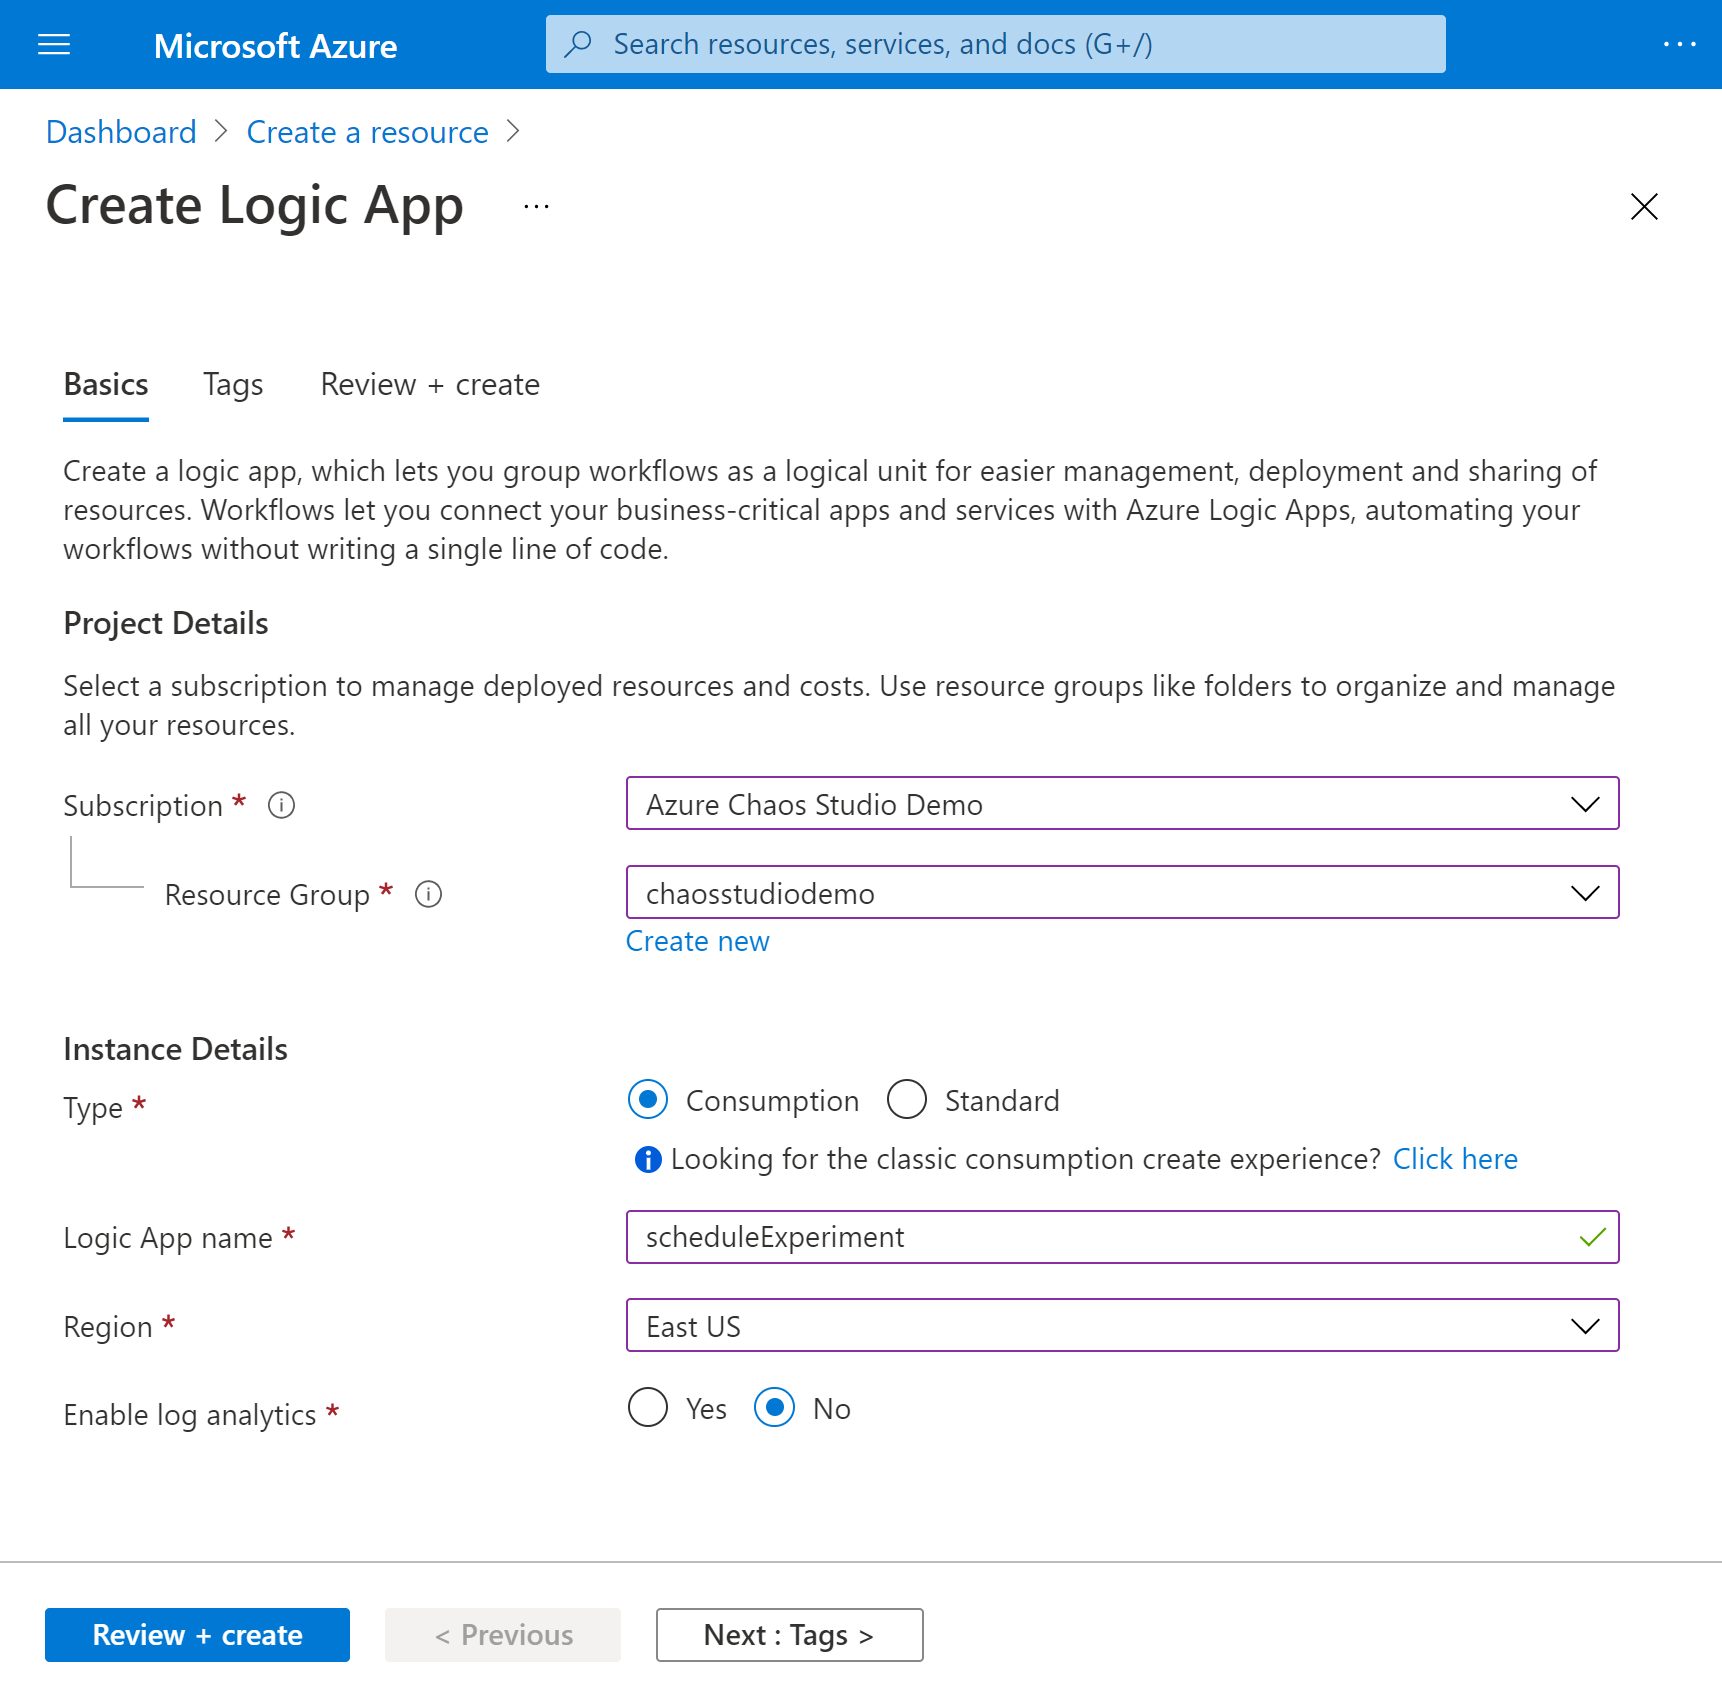 Microsoft Azure
Search resources, services, and docs (G+/)
Dashboard > Create a resource >
Create Logic App ...
Basics Tags Review + create
Create a logic app, which lets you group workflows as a logical unit for easier management, deployment and sharing of
resources. Workflows let you connect your business-critical apps and services with Azure Logic Apps, automating your
workflows without writing a single line of code.
Project Details
Select a subscription to manage deployed resources and costs. Use resource groups like folders to organize and manage
all your resources.
Subscription * Azure Chaos Studio Demo
Resource Group * chaosstudiodemo
Create new
Instance Details
Type * Consumption Standard
Looking for the classic consumption create experience? Click here
Logic App name * scheduleExperiment
Region * East US
Enable log analytics * Yes No
Review + create < Previous Next : Tags >